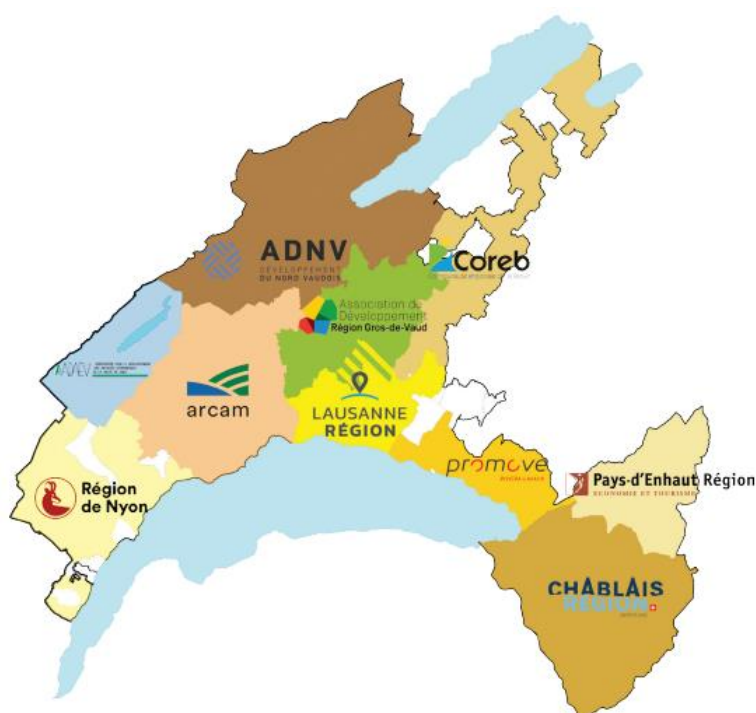 ADNV
DÉVELOPPEMENT
DU NORD VAUDOIS
Coreb
Association de
Développement
Région Gros-de-Vaud
arcam
LAUSANNE
RÉGION
promove
Région
de Nyon
Pays-d'Enhaut Région
ECONOMIE ET TOURISME
CHABLAIS
RÉGION